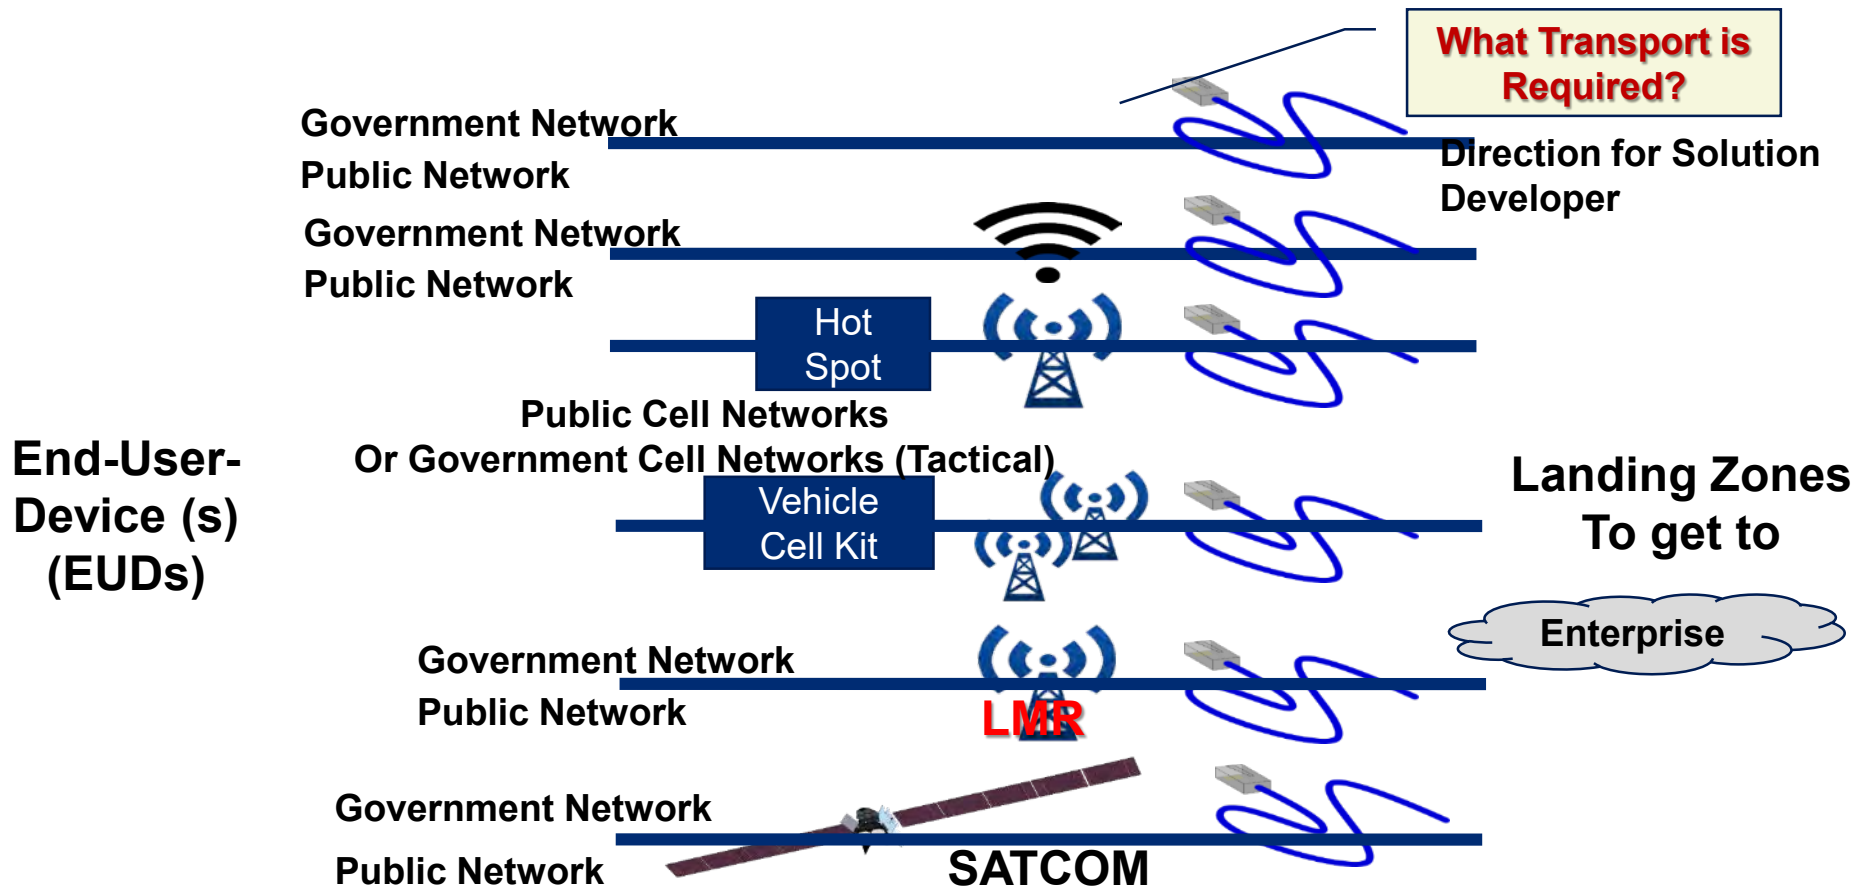 What Transport is
Required?
Government Network
Public Network
Direction for Solution
Developer
Government Network
Public Network
Hot
Spot
Public Cell Networks
Or Government Cell Networks (Tactical)
End-User-
Device (s)
(EUDs)
Vehicle
Cell Kit
Landing Zones
To get to
Enterprise
Government Network
Public Network
LMR
Government Network
Public Network
SATCOM